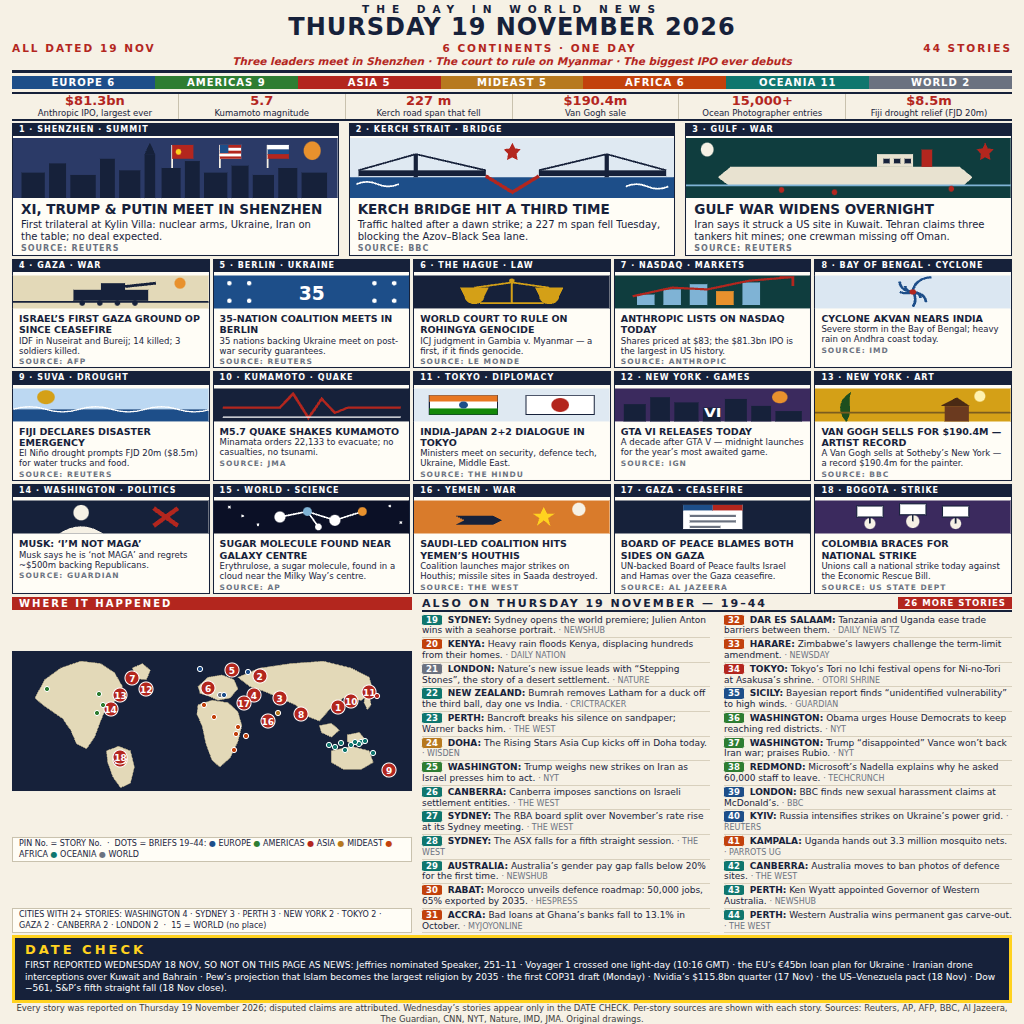 THE DAY IN WORLD NEWS
THURSDAY 19 NOVEMBER 2026
ALL DATED 19 NOV
6 CONTINENTS · ONE DAY
44 STORIES
Three leaders meet in Shenzhen · The court to rule on Myanmar · The biggest IPO ever debuts
EUROPE 6
AMERICAS 9
ASIA 5
MIDEAST 5
AFRICA 6
OCEANIA 11
WORLD 2
$81.3bn
Anthropic IPO, largest ever
5.7
Kumamoto magnitude
227 m
Kerch road span that fell
$190.4m
Van Gogh sale
15,000+
Ocean Photographer entries
$8.5m
Fiji drought relief (FJD 20m)
1 · SHENZHEN · SUMMIT
XI, TRUMP & PUTIN MEET IN SHENZHEN
First trilateral at Kylin Villa: nuclear arms, Ukraine, Iran on
the table; no deal expected.
SOURCE: REUTERS
2 · KERCH STRAIT · BRIDGE
KERCH BRIDGE HIT A THIRD TIME
Traffic halted after a dawn strike; a 227 m span fell Tuesday,
blocking the Azov–Black Sea lane.
SOURCE: BBC
3 · GULF · WAR
GULF WAR WIDENS OVERNIGHT
Iran says it struck a US site in Kuwait. Tehran claims three
tankers hit mines; one crewman missing off Oman.
SOURCE: REUTERS
4 · GAZA · WAR
ISRAEL’S FIRST GAZA GROUND OP
SINCE CEASEFIRE
IDF in Nuseirat and Bureij; 14 killed; 3
soldiers killed.
SOURCE: AFP
5 · BERLIN · UKRAINE
35
35-NATION COALITION MEETS IN
BERLIN
35 nations backing Ukraine meet on post-
war security guarantees.
SOURCE: REUTERS
6 · THE HAGUE · LAW
WORLD COURT TO RULE ON
ROHINGYA GENOCIDE
ICJ judgment in Gambia v. Myanmar — a
first, if it finds genocide.
SOURCE: LE MONDE
7 · NASDAQ · MARKETS
ANTHROPIC LISTS ON NASDAQ
TODAY
Shares priced at $83; the $81.3bn IPO is
the largest in US history.
SOURCE: ANTHROPIC
8 · BAY OF BENGAL · CYCLONE
CYCLONE AKVAN NEARS INDIA
Severe storm in the Bay of Bengal; heavy
rain on Andhra coast today.
SOURCE: IMD
9 · SUVA · DROUGHT
FIJI DECLARES DISASTER
EMERGENCY
El Niño drought prompts FJD 20m ($8.5m)
for water trucks and food.
SOURCE: REUTERS
10 · KUMAMOTO · QUAKE
M5.7 QUAKE SHAKES KUMAMOTO
Minamata orders 22,133 to evacuate; no
casualties, no tsunami.
SOURCE: JMA
11 · TOKYO · DIPLOMACY
INDIA–JAPAN 2+2 DIALOGUE IN
TOKYO
Ministers meet on security, defence tech,
Ukraine, Middle East.
SOURCE: THE HINDU
12 · NEW YORK · GAMES
VI
GTA VI RELEASES TODAY
A decade after GTA V — midnight launches
for the year’s most awaited game.
SOURCE: IGN
13 · NEW YORK · ART
VAN GOGH SELLS FOR $190.4M —
ARTIST RECORD
A Van Gogh sells at Sotheby’s New York —
a record $190.4m for the painter.
SOURCE: BBC
14 · WASHINGTON · POLITICS
MUSK: ‘I’M NOT MAGA’
Musk says he is ‘not MAGA’ and regrets
~$500m backing Republicans.
SOURCE: GUARDIAN
15 · WORLD · SCIENCE
SUGAR MOLECULE FOUND NEAR
GALAXY CENTRE
Erythrulose, a sugar molecule, found in a
cloud near the Milky Way’s centre.
SOURCE: AP
16 · YEMEN · WAR
SAUDI-LED COALITION HITS
YEMEN’S HOUTHIS
Coalition launches major strikes on
Houthis; missile sites in Saada destroyed.
SOURCE: THE WEST
17 · GAZA · CEASEFIRE
BOARD OF PEACE BLAMES BOTH
SIDES ON GAZA
UN-backed Board of Peace faults Israel
and Hamas over the Gaza ceasefire.
SOURCE: AL JAZEERA
18 · BOGOTÁ · STRIKE
COLOMBIA BRACES FOR
NATIONAL STRIKE
Unions call a national strike today against
the Economic Rescue Bill.
SOURCE: US STATE DEPT
WHERE IT HAPPENED
7
12
13
14
18
5
2
6
4
17
3
16
8
1
10
11
9
PIN No. = STORY No. · DOTS = BRIEFS 19–44: ● EUROPE ● AMERICAS ● ASIA ● MIDEAST ●
AFRICA ● OCEANIA ● WORLD
CITIES WITH 2+ STORIES: WASHINGTON 4 · SYDNEY 3 · PERTH 3 · NEW YORK 2 · TOKYO 2 ·
GAZA 2 · CANBERRA 2 · LONDON 2 · 15 = WORLD (no place)
ALSO ON THURSDAY 19 NOVEMBER — 19–44
26 MORE STORIES
19 SYDNEY: Sydney opens the world premiere; Julien Anton
wins with a seahorse portrait. · NEWSHUB
20 KENYA: Heavy rain floods Kenya, displacing hundreds
from their homes. · DAILY NATION
21 LONDON: Nature’s new issue leads with “Stepping
Stones”, the story of a desert settlement. · NATURE
22 NEW ZEALAND: Bumrah removes Latham for a duck off
the third ball, day one vs India. · CRICTRACKER
23 PERTH: Bancroft breaks his silence on sandpaper;
Warner backs him. · THE WEST
24 DOHA: The Rising Stars Asia Cup kicks off in Doha today.
· WISDEN
25 WASHINGTON: Trump weighs new strikes on Iran as
Israel presses him to act. · NYT
26 CANBERRA: Canberra imposes sanctions on Israeli
settlement entities. · THE WEST
27 SYDNEY: The RBA board split over November’s rate rise
at its Sydney meeting. · THE WEST
28 SYDNEY: The ASX falls for a fifth straight session. · THE
WEST
29 AUSTRALIA: Australia’s gender pay gap falls below 20%
for the first time. · NEWSHUB
30 RABAT: Morocco unveils defence roadmap: 50,000 jobs,
65% exported by 2035. · HESPRESS
31 ACCRA: Bad loans at Ghana’s banks fall to 13.1% in
October. · MYJOYONLINE
32 DAR ES SALAAM: Tanzania and Uganda ease trade
barriers between them. · DAILY NEWS TZ
33 HARARE: Zimbabwe’s lawyers challenge the term-limit
amendment. · NEWSDAY
34 TOKYO: Tokyo’s Tori no Ichi festival opens for Ni-no-Tori
at Asakusa’s shrine. · OTORI SHRINE
35 SICILY: Bayesian report finds “unidentified vulnerability”
to high winds. · GUARDIAN
36 WASHINGTON: Obama urges House Democrats to keep
reaching red districts. · NYT
37 WASHINGTON: Trump “disappointed” Vance won’t back
Iran war; praises Rubio. · NYT
38 REDMOND: Microsoft’s Nadella explains why he asked
60,000 staff to leave. · TECHCRUNCH
39 LONDON: BBC finds new sexual harassment claims at
McDonald’s. · BBC
40 KYIV: Russia intensifies strikes on Ukraine’s power grid. ·
REUTERS
41 KAMPALA: Uganda hands out 3.3 million mosquito nets.
· PARROTS UG
42 CANBERRA: Australia moves to ban photos of defence
sites. · THE WEST
43 PERTH: Ken Wyatt appointed Governor of Western
Australia. · NEWSHUB
44 PERTH: Western Australia wins permanent gas carve-out.
· THE WEST
DATE CHECK
FIRST REPORTED WEDNESDAY 18 NOV, SO NOT ON THIS PAGE AS NEWS: Jeffries nominated Speaker, 251–11 · Voyager 1 crossed one light-day (10:16 GMT) · the EU’s €45bn loan plan for Ukraine · Iranian drone
interceptions over Kuwait and Bahrain · Pew’s projection that Islam becomes the largest religion by 2035 · the first COP31 draft (Monday) · Nvidia’s $115.8bn quarter (17 Nov) · the US–Venezuela pact (18 Nov) · Dow
−561, S&P’s fifth straight fall (18 Nov close).
Every story was reported on Thursday 19 November 2026; disputed claims are attributed. Wednesday’s stories appear only in the DATE CHECK. Per-story sources are shown with each story. Sources: Reuters, AP, AFP, BBC, Al Jazeera,
The Guardian, CNN, NYT, Nature, IMD, JMA. Original drawings.